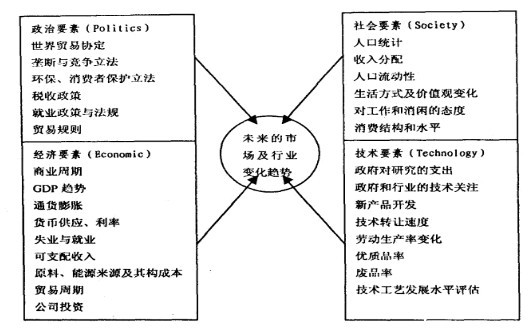 政治要素（Politics）
世界贸易协定
垄断与竞争立法
环保、消费者保护立法
税收政策
就业政策与法规
贸易规则
经济要素（Economic）
商业周期
GDP 趋势
通货膨胀
货币供应、利率
失业与就业
可支配收入
原料、能源来源及其构成本
贸易周期
公司投资
未来的市
场及行业
变化趋势
社会要素（Society）
人口统计
收入分配
人口流动性
生活方式及价值观变化
对工作和消闲的态度
消费结构和水平
技术要素（Technology）
政府对研究的支出
政府和行业的技术关注
新产品开发
技术转让速度
劳动生产率变化
优质品率
废品率
技术工艺发展水平评估